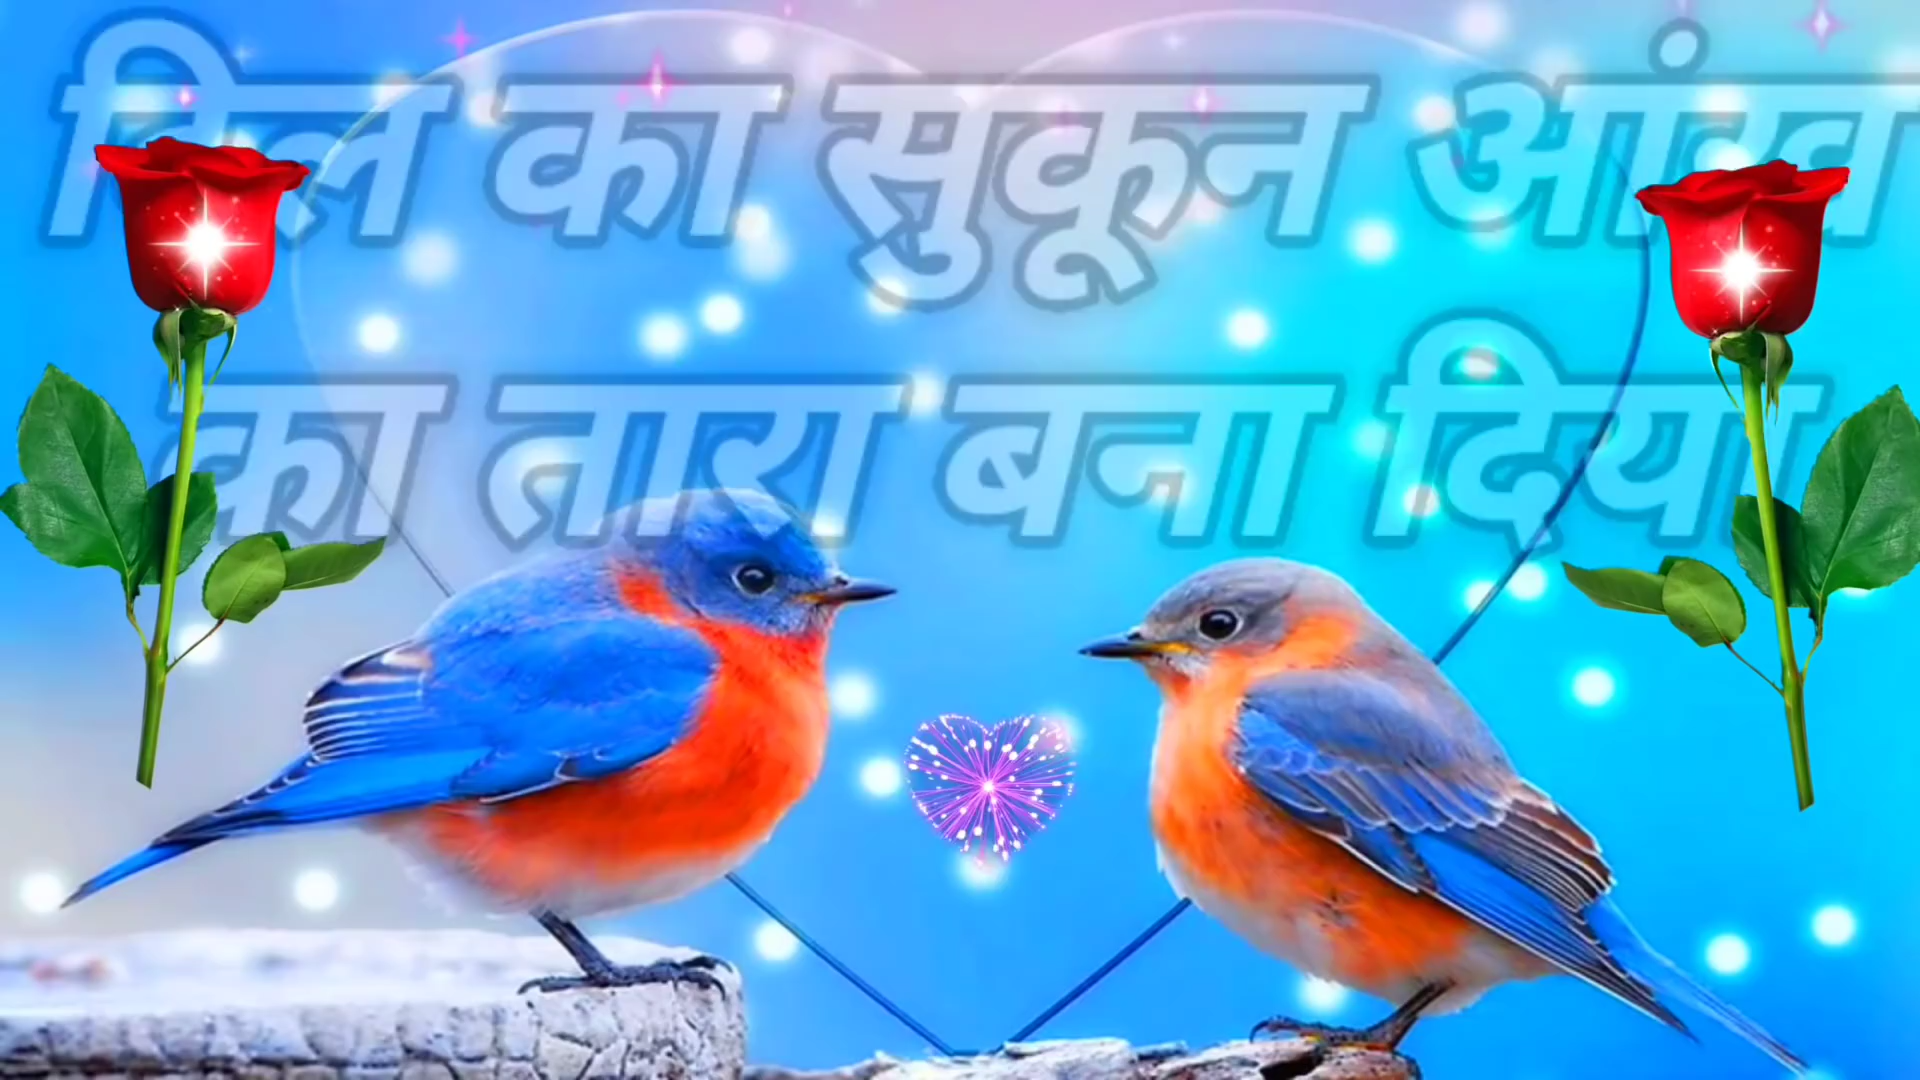 दिल का सुकून आंख
का तारा बना दिया